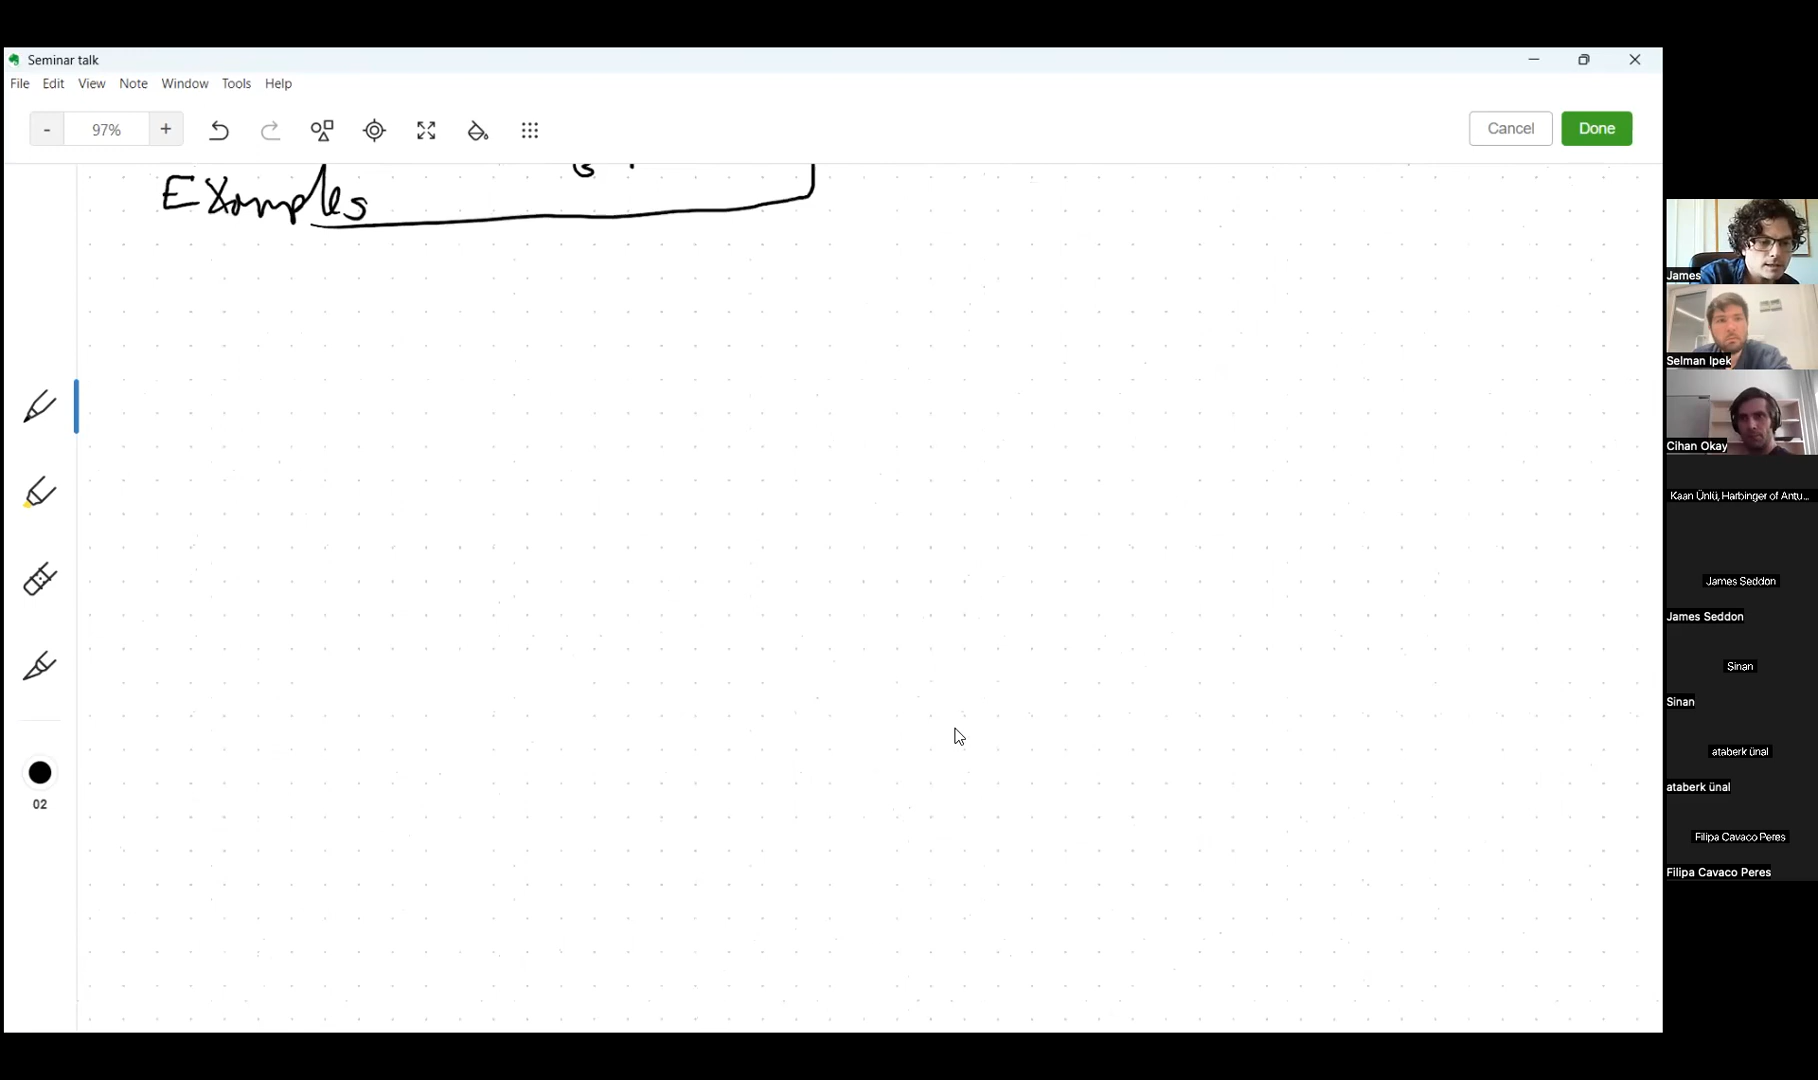 Seminar talk
File Edit View Note Window Tools Help
- 97% +
Cancel Done
Examples
02
James
Selman Ipek
Cihan Okay
Kaan Ünlü, Harbinger of Antu...
James Seddon
James Seddon
Sinan
Sinan
ataberk ünal
ataberk ünal
Filipa Cavaco Peres
Filipa Cavaco Peres